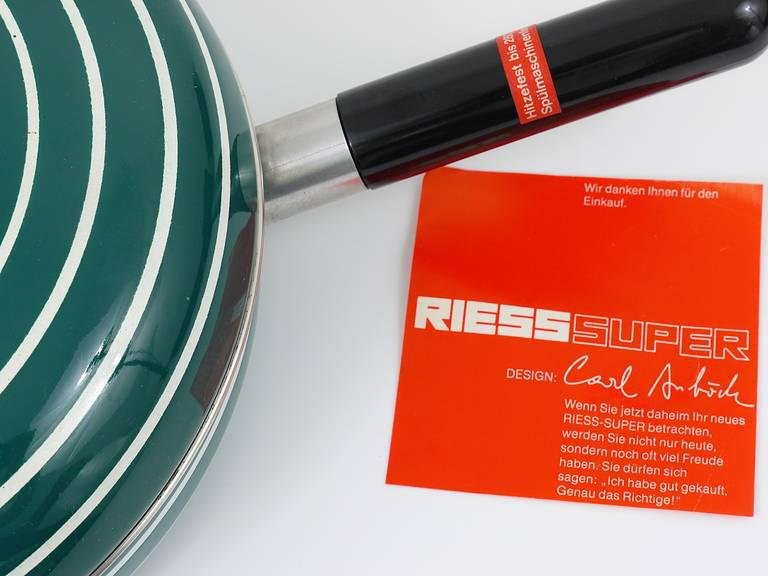 Hitzefest bis
Wir danken Ihnen für den
Einkauf.
RIESS SUPER
DESIGN: Carl Auböck
Wenn Sie jetzt daheim Ihr neues
RIESS-SUPER betrachten,
werden Sie nicht nur heute,
sondern noch oft viel Freude
haben. Sie dürfen sich
sagen: „Ich habe gut gekauft.
Genau das Richtige!"